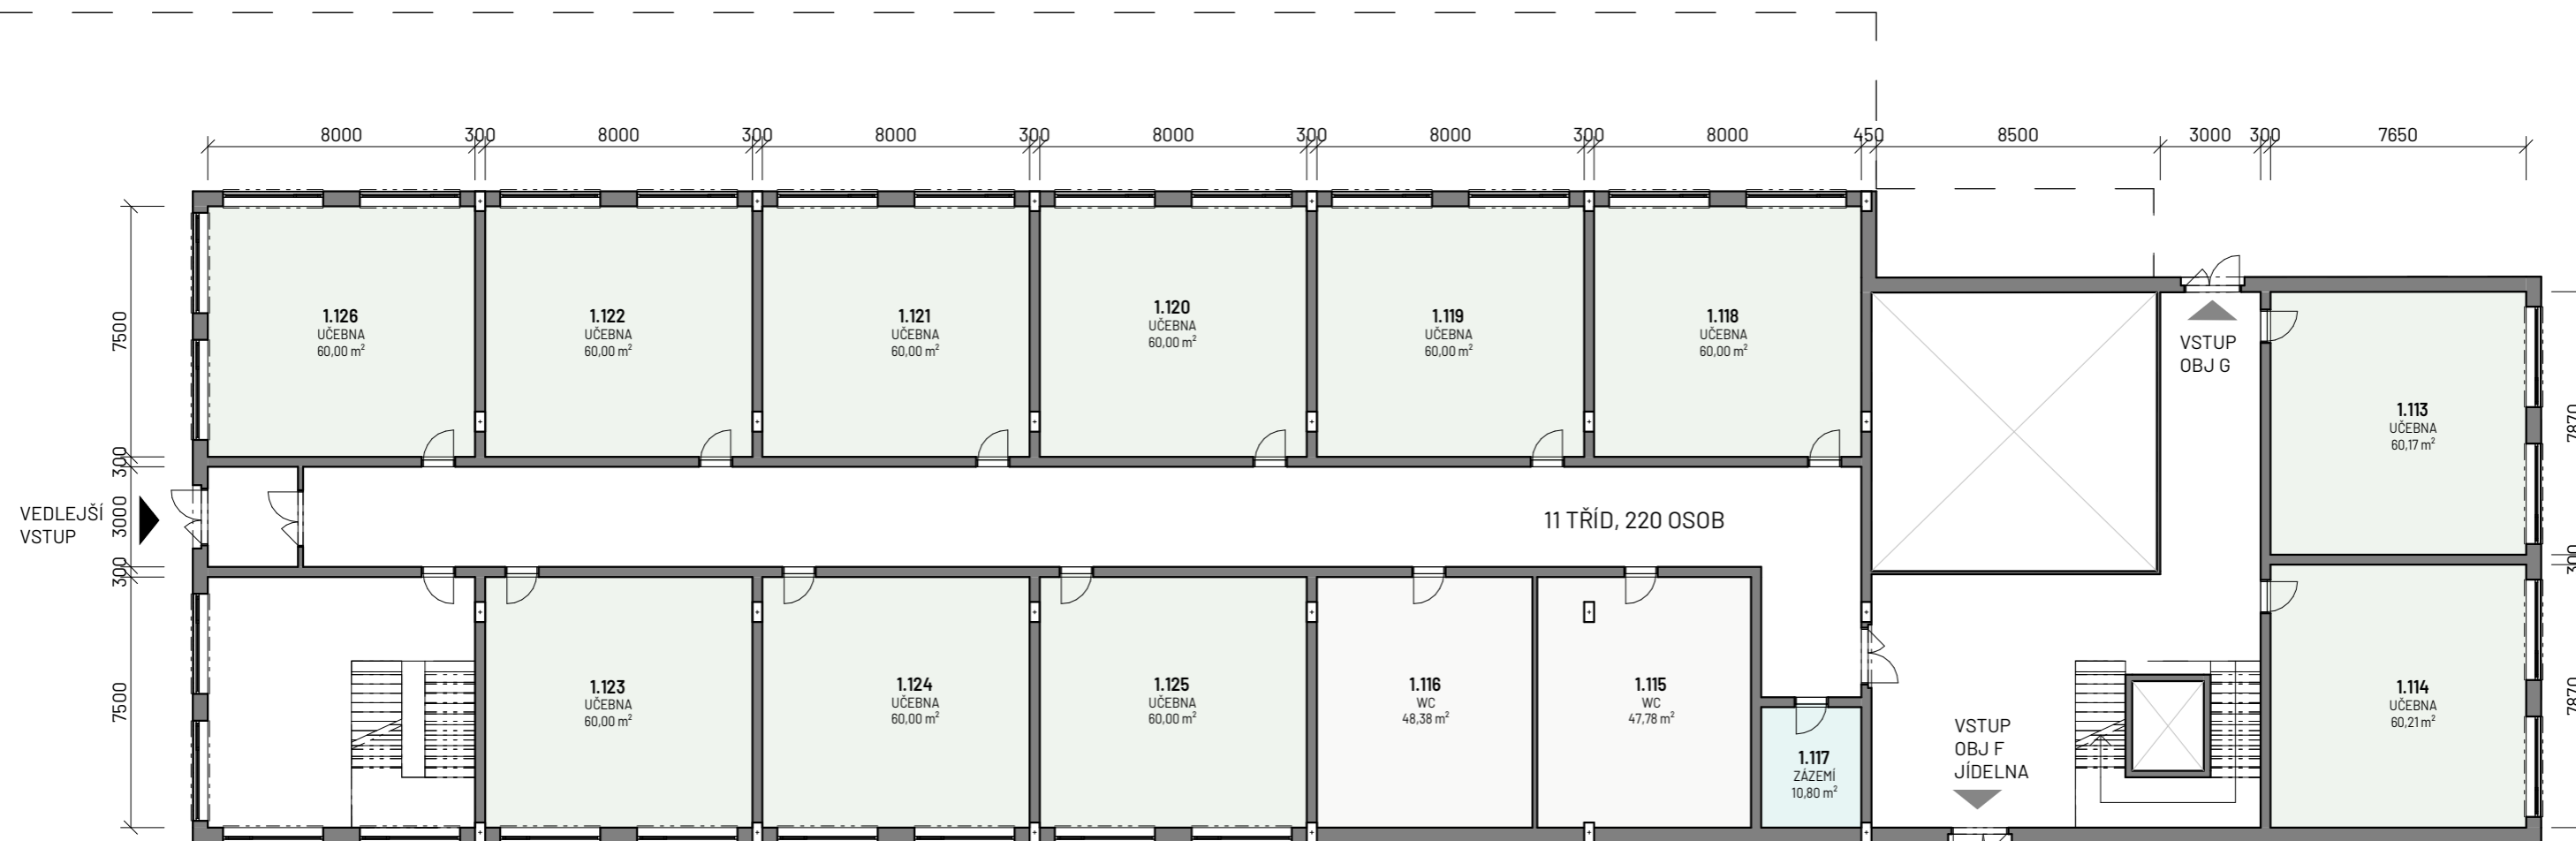 8000 300 8000 300 8000 300 8000 300 8000 300 8000 450 8500 3000 300 7650
7500
300
3000
300
7500
1.126
UČEBNA
60,00 m²
1.122
UČEBNA
60,00 m²
1.121
UČEBNA
60,00 m²
1.120
UČEBNA
60,00 m²
1.119
UČEBNA
60,00 m²
1.118
UČEBNA
60,00 m²
VSTUP
OBJ G
1.113
UČEBNA
60,17 m²
7870
300
7870
VEDLEJŠÍ
VSTUP
11 TŘÍD, 220 OSOB
1.123
UČEBNA
60,00 m²
1.124
UČEBNA
60,00 m²
1.125
UČEBNA
60,00 m²
1.116
WC
48,38 m²
1.115
WC
47,78 m²
1.117
ZÁZEMÍ
10,80 m²
VSTUP
OBJ F
JÍDELNA
1.114
UČEBNA
60,21 m²